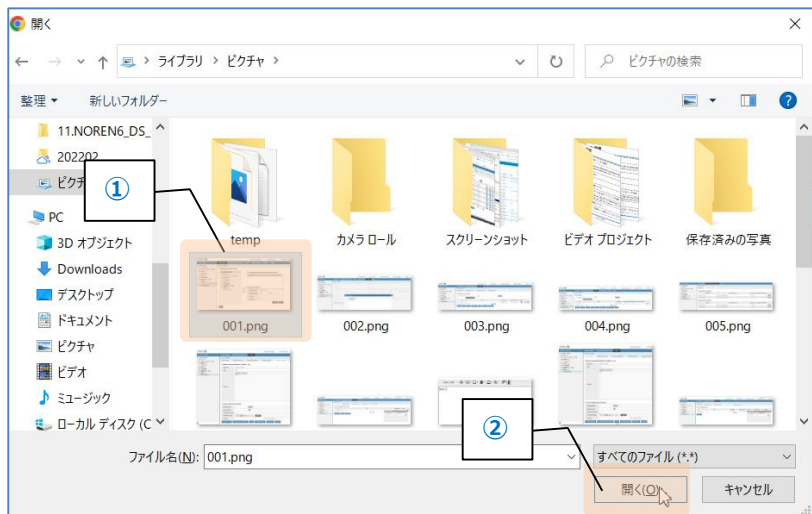 開く
ライブラリ > ピクチャ >
ピクチャの検索
整理
新しいフォルダー
11.NOREN6_DS_
202202
ピクチ
①
PC
3D オブジェクト
Downloads
デスクトップ
ドキュメント
ピクチャ
ビデオ
ミュージック
ローカル ディスク (C
temp
カメラ ロール
スクリーンショット
ビデオ プロジェクト
保存済みの写真
001.png
002.png
003.png
004.png
005.png
②
ファイル名(N): 001.png
すべてのファイル (*.*)
開く(O)
キャンセル